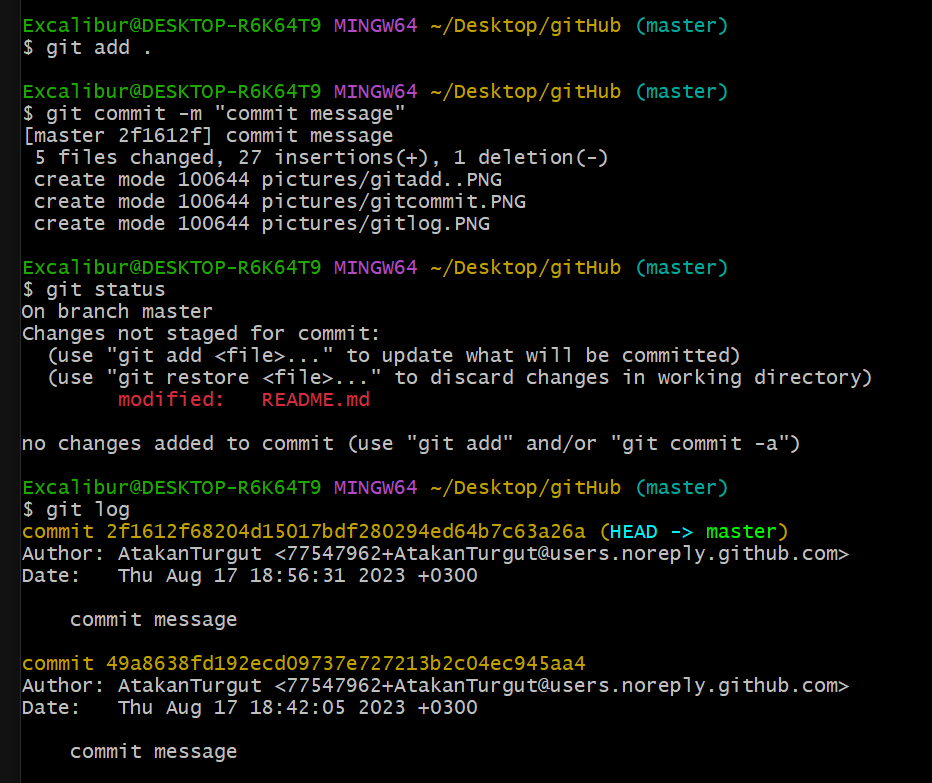 Excalibur@DESKTOP-R6K64T9 MINGW64 ~/Desktop/gitHub (master)
$ git add .
Excalibur@DESKTOP-R6K64T9 MINGW64 ~/Desktop/gitHub (master)
$ git commit -m "commit message"
[master 2f1612f] commit message
 5 files changed, 27 insertions(+), 1 deletion(-)
 create mode 100644 pictures/gitadd..PNG
 create mode 100644 pictures/gitcommit.PNG
 create mode 100644 pictures/gitlog.PNG
Excalibur@DESKTOP-R6K64T9 MINGW64 ~/Desktop/gitHub (master)
$ git status
On branch master
Changes not staged for commit:
  (use "git add <file>..." to update what will be committed)
  (use "git restore <file>..." to discard changes in working directory)
        modified:   README.md
no changes added to commit (use "git add" and/or "git commit -a")
Excalibur@DESKTOP-R6K64T9 MINGW64 ~/Desktop/gitHub (master)
$ git log
commit 2f1612f68204d15017bdf280294ed64b7c63a26a (HEAD -> master)
Author: AtakanTurgut <77547962+AtakanTurgut@users.noreply.github.com>
Date:   Thu Aug 17 18:56:31 2023 +0300
    commit message
commit 49a8638fd192ecd09737e727213b2c04ec945aa4
Author: AtakanTurgut <77547962+AtakanTurgut@users.noreply.github.com>
Date:   Thu Aug 17 18:42:05 2023 +0300
    commit message